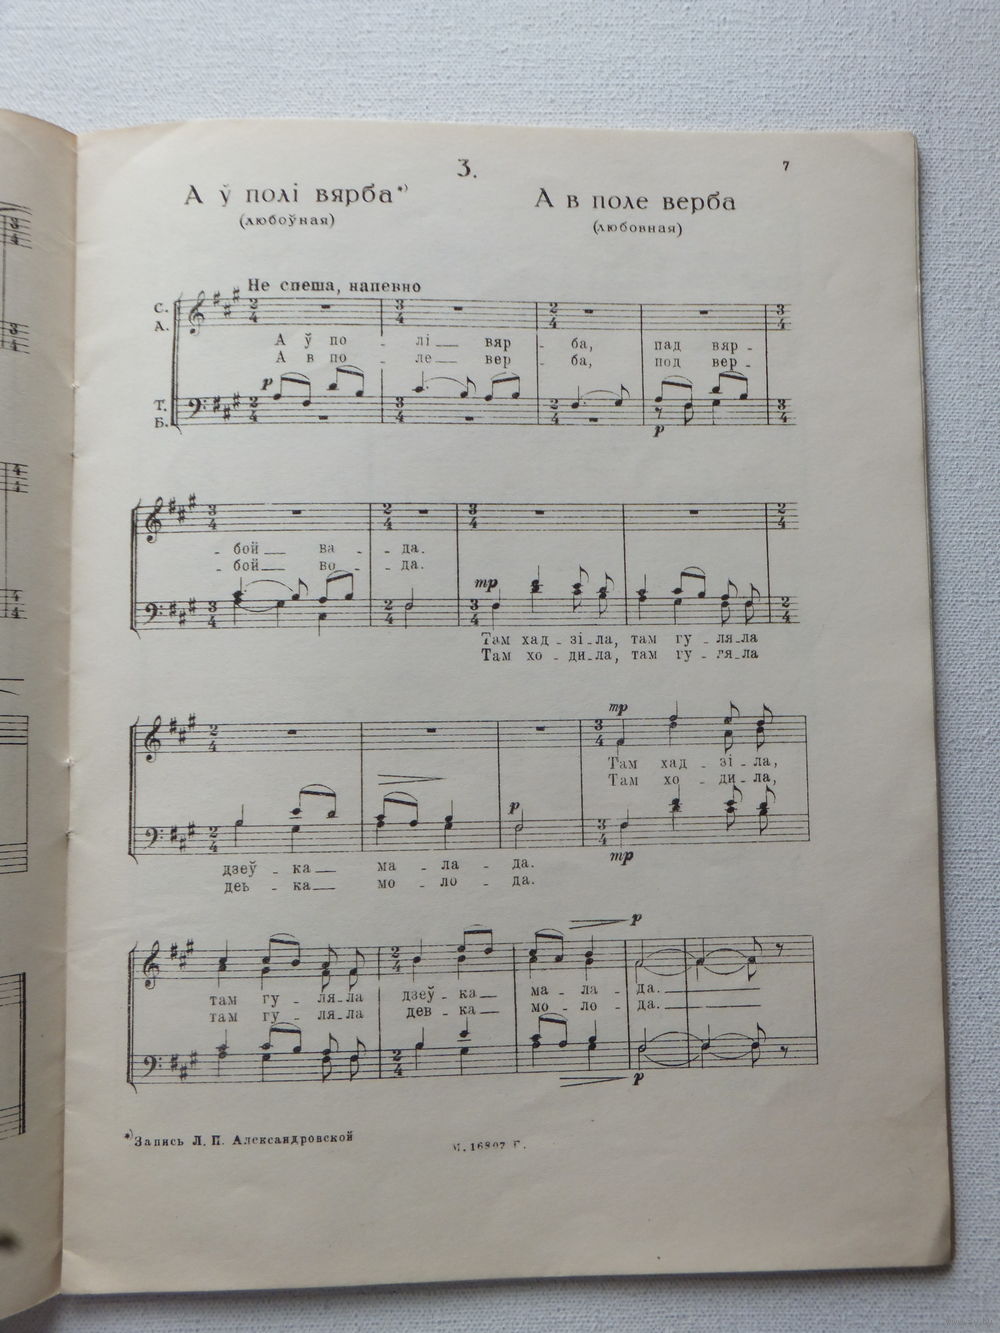 3.
7
А ў полі вярба*)
А в поле верба
(любоўная)
(любовная)
Не спеша, напевно
С.
А.
А ў по - лі вяр - ба, пад вяр -
А в по - ле вер - ба, под вер -
p
Т.
Б.
p
- бой ва - - да.
- бой во - - да.
mp
Там хад - зі - ла, там гу - ля - ла
Там хо - ди - ла, там гу - ля - ла
mp
Там хад - зі - ла,
Там хо - ди - ла,
p
mp
дзеў - ка ма - ла - да.
деь - ка мо - ло - да.
p
там гу - ля - ла дзеў - ка ма - ла - да.
там гу - ля - ла дев - ка мо - ло - да.
p
*) Запись Л. П. Александровской
М. 16807 Г.